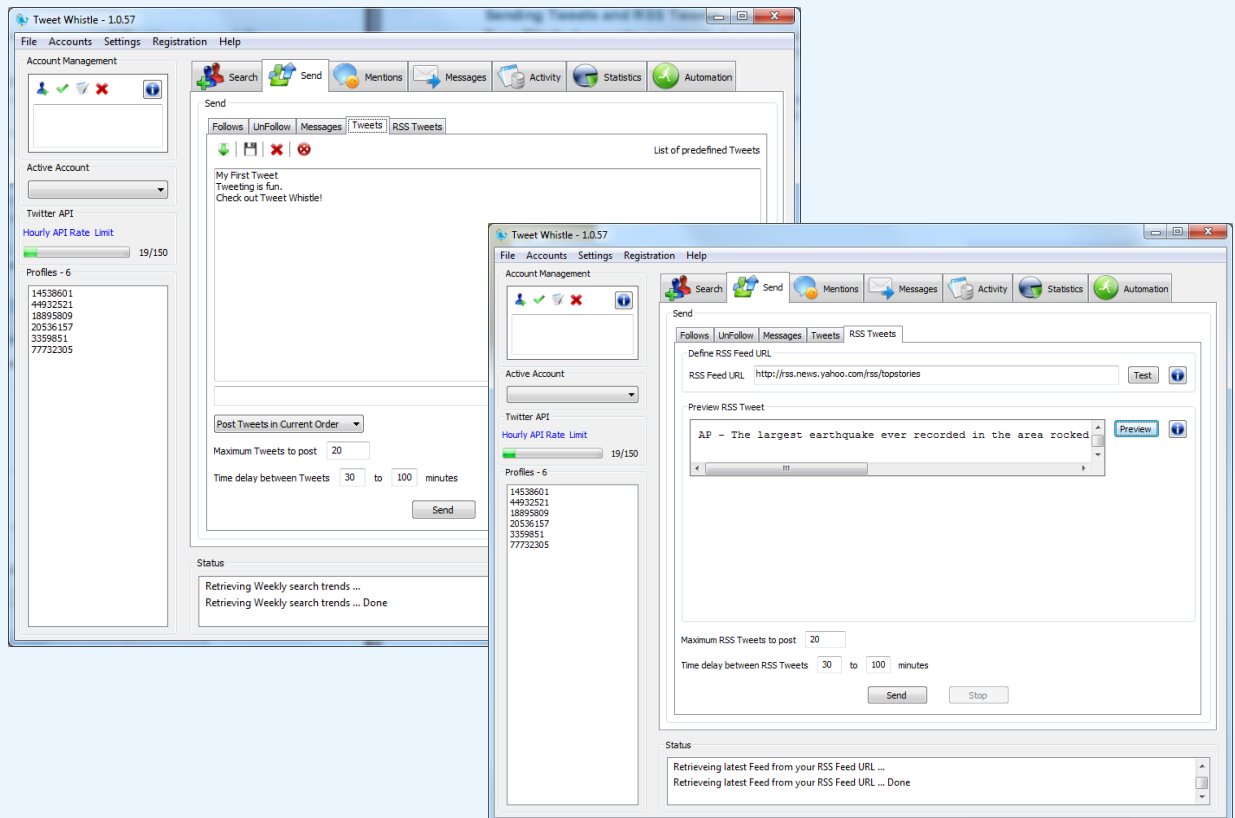 Sending Tweets and RSS
Tweet Whistle - 1.0.57
File Accounts Settings Registration Help
Account Management
Search Send Mentions Messages Activity Statistics Automation
Send
Follows UnFollow Messages Tweets RSS Tweets
List of predefined Tweets
My First Tweet
Tweeting is fun.
Check out Tweet Whistle!
Active Account
Twitter API
Hourly API Rate Limit
19/150
Profiles - 6
14538601
44932521
18895809
20536157
3359851
77732305
Post Tweets in Current Order
Maximum Tweets to post 20
Time delay between Tweets 30 to 100 minutes
Send
Status
Retrieving Weekly search trends ...
Retrieving Weekly search trends ... Done
Tweet Whistle - 1.0.57
File Accounts Settings Registration Help
Account Management
Search Send Mentions Messages Activity Statistics Automation
Send
Follows UnFollow Messages Tweets RSS Tweets
Define RSS Feed URL
RSS Feed URL http://rss.news.yahoo.com/rss/topstories Test
Preview RSS Tweet
AP - The largest earthquake ever recorded in the area rocked
Preview
Active Account
Twitter API
Hourly API Rate Limit
19/150
Profiles - 6
14538601
44932521
18895809
20536157
3359851
77732305
Maximum RSS Tweets to post 20
Time delay between RSS Tweets 30 to 100 minutes
Send Stop
Status
Retrieveing latest Feed from your RSS Feed URL ...
Retrieveing latest Feed from your RSS Feed URL ... Done